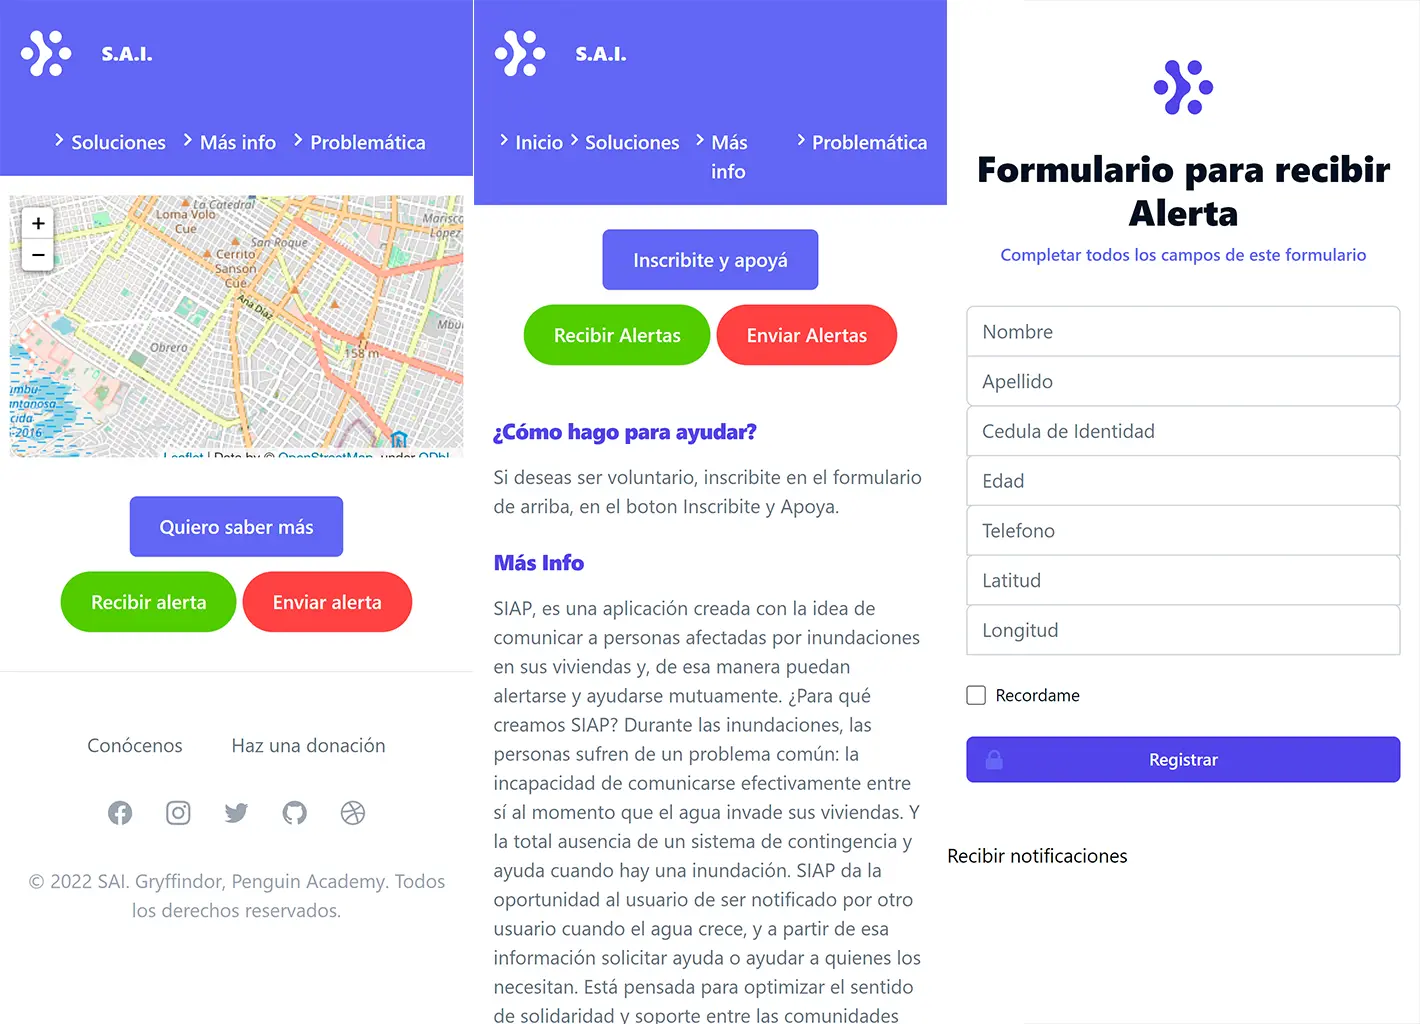 S.A.I.
Soluciones
Más info
Problemática
+
−
La Catedral
Loma Volo
Cue
Mariscal
Lopez
San Roque
Cerrito
Sanson
Cue
Ana Diaz
Obrero
158 m
2016
Leaflet | Data by © OpenStreetMap, under ODbL
Quiero saber más
Recibir alerta
Enviar alerta
Conócenos
Haz una donación
© 2022 SAI. Gryffindor, Penguin Academy. Todos
los derechos reservados.
S.A.I.
Inicio
Soluciones
Más
info
Problemática
Inscribite y apoyá
Recibir Alertas
Enviar Alertas
¿Cómo hago para ayudar?
Si deseas ser voluntario, inscribite en el formulario
de arriba, en el boton Inscribite y Apoya.
Más Info
SIAP, es una aplicación creada con la idea de
comunicar a personas afectadas por inundaciones
en sus viviendas y, de esa manera puedan
alertarse y ayudarse mutuamente. ¿Para qué
creamos SIAP? Durante las inundaciones, las
personas sufren de un problema común: la
incapacidad de comunicarse efectivamente entre
sí al momento que el agua invade sus viviendas. Y
la total ausencia de un sistema de contingencia y
ayuda cuando hay una inundación. SIAP da la
oportunidad al usuario de ser notificado por otro
usuario cuando el agua crece, y a partir de esa
información solicitar ayuda o ayudar a quienes los
necesitan. Está pensada para optimizar el sentido
de solidaridad y soporte entre las comunidades
Formulario para recibir
Alerta
Completar todos los campos de este formulario
Nombre
Apellido
Cedula de Identidad
Edad
Telefono
Latitud
Longitud
Recordame
Registrar
Recibir notificaciones